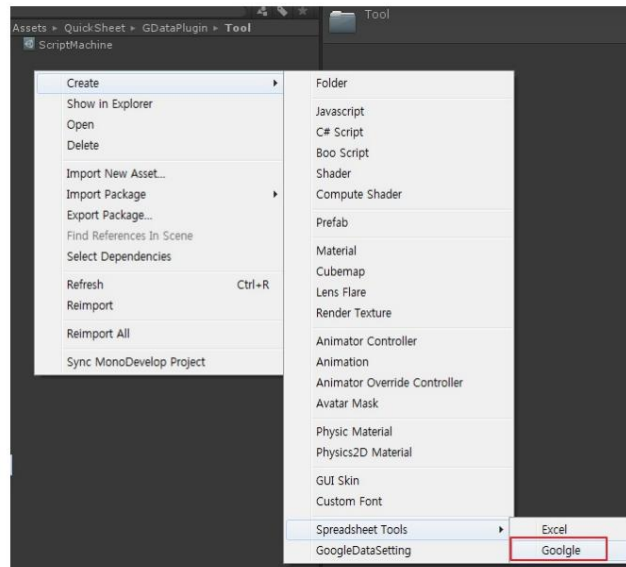 Assets ▸ QuickSheet ▸ GDataPlugin ▸ Tool
ScriptMachine
Tool
Create
Show in Explorer
Open
Delete
Import New Asset...
Import Package
Export Package...
Find References In Scene
Select Dependencies
Refresh Ctrl+R
Reimport
Reimport All
Sync MonoDevelop Project
Folder
Javascript
C# Script
Boo Script
Shader
Compute Shader
Prefab
Material
Cubemap
Lens Flare
Render Texture
Animator Controller
Animation
Animator Override Controller
Avatar Mask
Physic Material
Physics2D Material
GUI Skin
Custom Font
Spreadsheet Tools
GoogleDataSetting
Excel
Goolgle